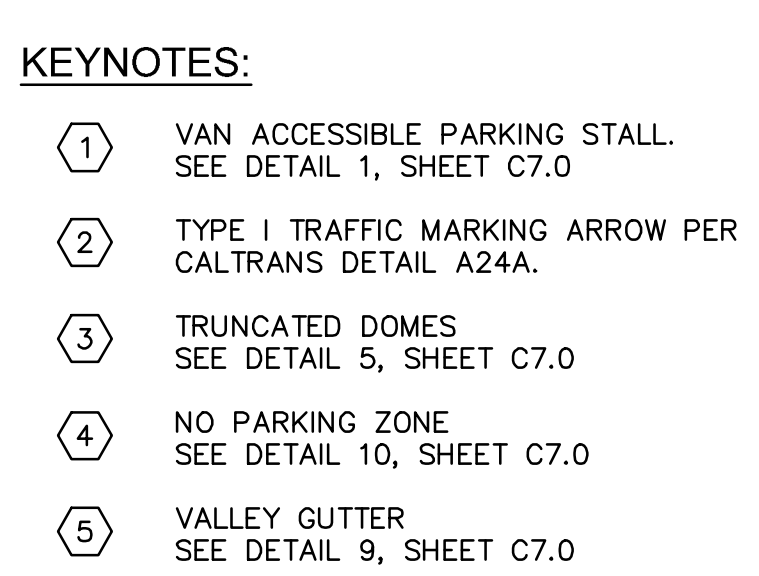 KEYNOTES:
1 VAN ACCESSIBLE PARKING STALL.
SEE DETAIL 1, SHEET C7.0
2 TYPE I TRAFFIC MARKING ARROW PER
CALTRANS DETAIL A24A.
3 TRUNCATED DOMES
SEE DETAIL 5, SHEET C7.0
4 NO PARKING ZONE
SEE DETAIL 10, SHEET C7.0
5 VALLEY GUTTER
SEE DETAIL 9, SHEET C7.0